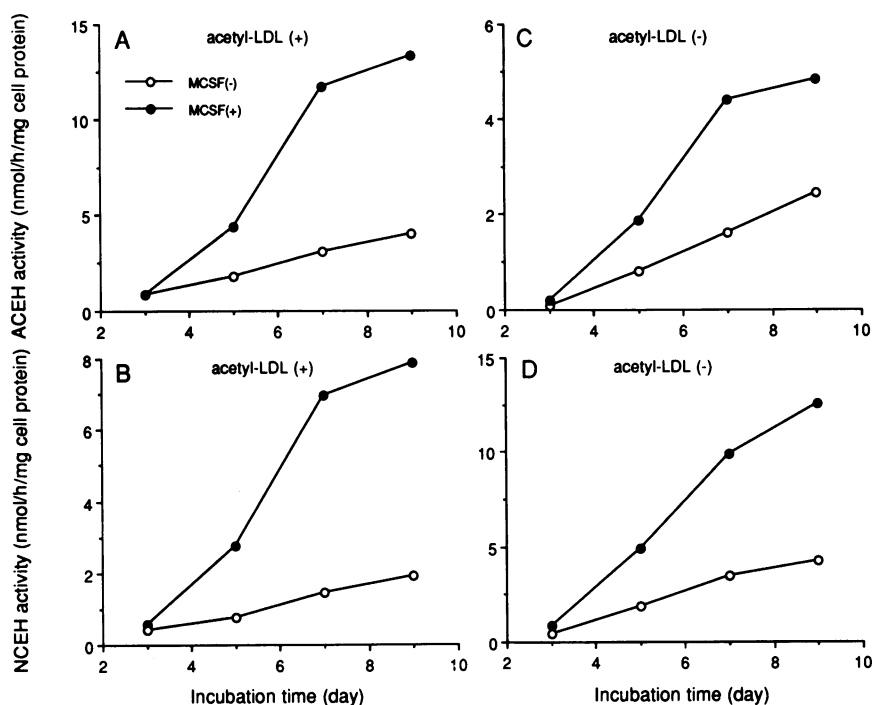 A
acetyl-LDL (+)
MCSF(-)
MCSF(+)
ACEH activity (nmol/h/mg cell protein)
15
10
5
0
2
4
6
8
10
C
acetyl-LDL (-)
6
4
2
0
2
4
6
8
10
B
acetyl-LDL (+)
NCEH activity (nmol/h/mg cell protein)
8
6
4
2
0
2
4
6
8
10
Incubation time (day)
D
acetyl-LDL (-)
15
10
5
0
2
4
6
8
10
Incubation time (day)